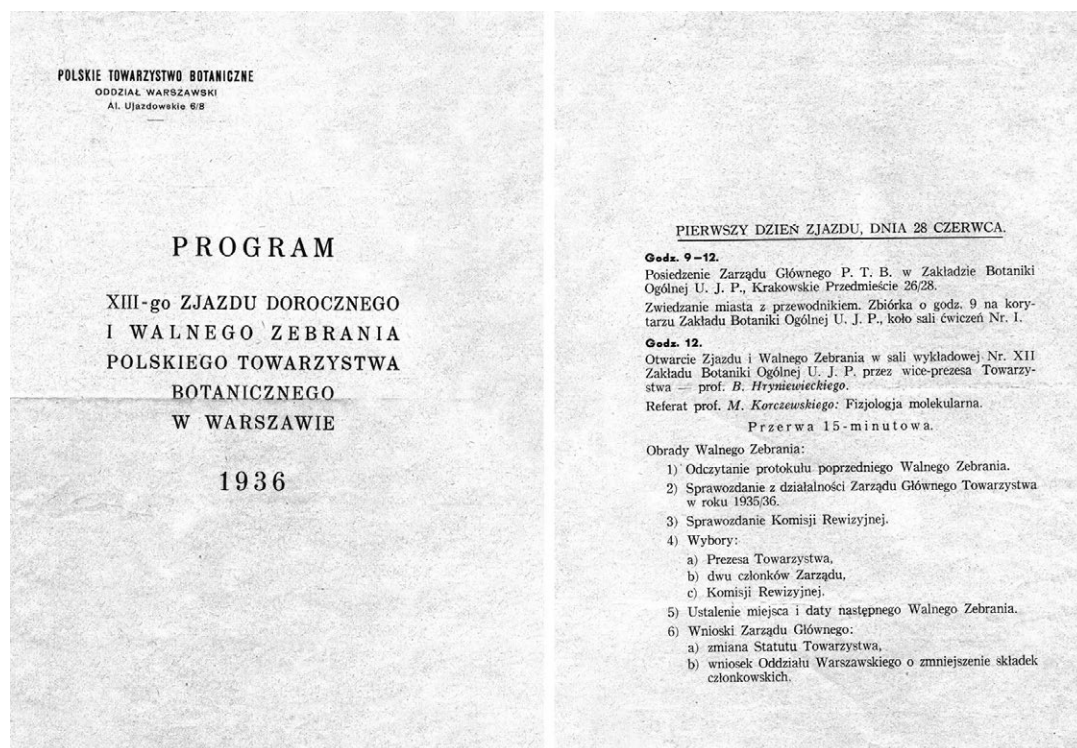 POLSKIE TOWARZYSTWO BOTANICZNE
ODDZIAŁ WARSZAWSKI
Al. Ujazdowskie 6/8
PROGRAM
XIII-go ZJAZDU DOROCZNEGO
I WALNEGO ZEBRANIA
POLSKIEGO TOWARZYSTWA
BOTANICZNEGO
W WARSZAWIE
1936
PIERWSZY DZIEŃ ZJAZDU, DNIA 28 CZERWCA.
Godz. 9–12.
Posiedzenie Zarządu Głównego P. T. B. w Zakładzie Botaniki
Ogólnej U. J. P., Krakowskie Przedmieście 26/28.
Zwiedzanie miasta z przewodnikiem. Zbiórka o godz. 9 na kory-
tarzu Zakładu Botaniki Ogólnej U. J. P., koło sali ćwiczeń Nr. I.
Godz. 12.
Otwarcie Zjazdu i Walnego Zebrania w sali wykładowej Nr. XII
Zakładu Botaniki Ogólnej U. J. P. przez wice-prezesa Towarzy-
stwa — prof. B. Hryniewieckiego.
Referat prof. M. Korczewskiego: Fizjologja molekularna.
Przerwa 15-minutowa.
Obrady Walnego Zebrania:
1) Odczytanie protokułu poprzedniego Walnego Zebrania.
2) Sprawozdanie z działalności Zarządu Głównego Towarzystwa
w roku 1935/36.
3) Sprawozdanie Komisji Rewizyjnej.
4) Wybory:
a) Prezesa Towarzystwa,
b) dwu członków Zarządu,
c) Komisji Rewizyjnej.
5) Ustalenie miejsca i daty następnego Walnego Zebrania.
6) Wnioski Zarządu Głównego:
a) zmiana Statutu Towarzystwa,
b) wniosek Oddziału Warszawskiego o zmniejszenie składek
członkowskich.